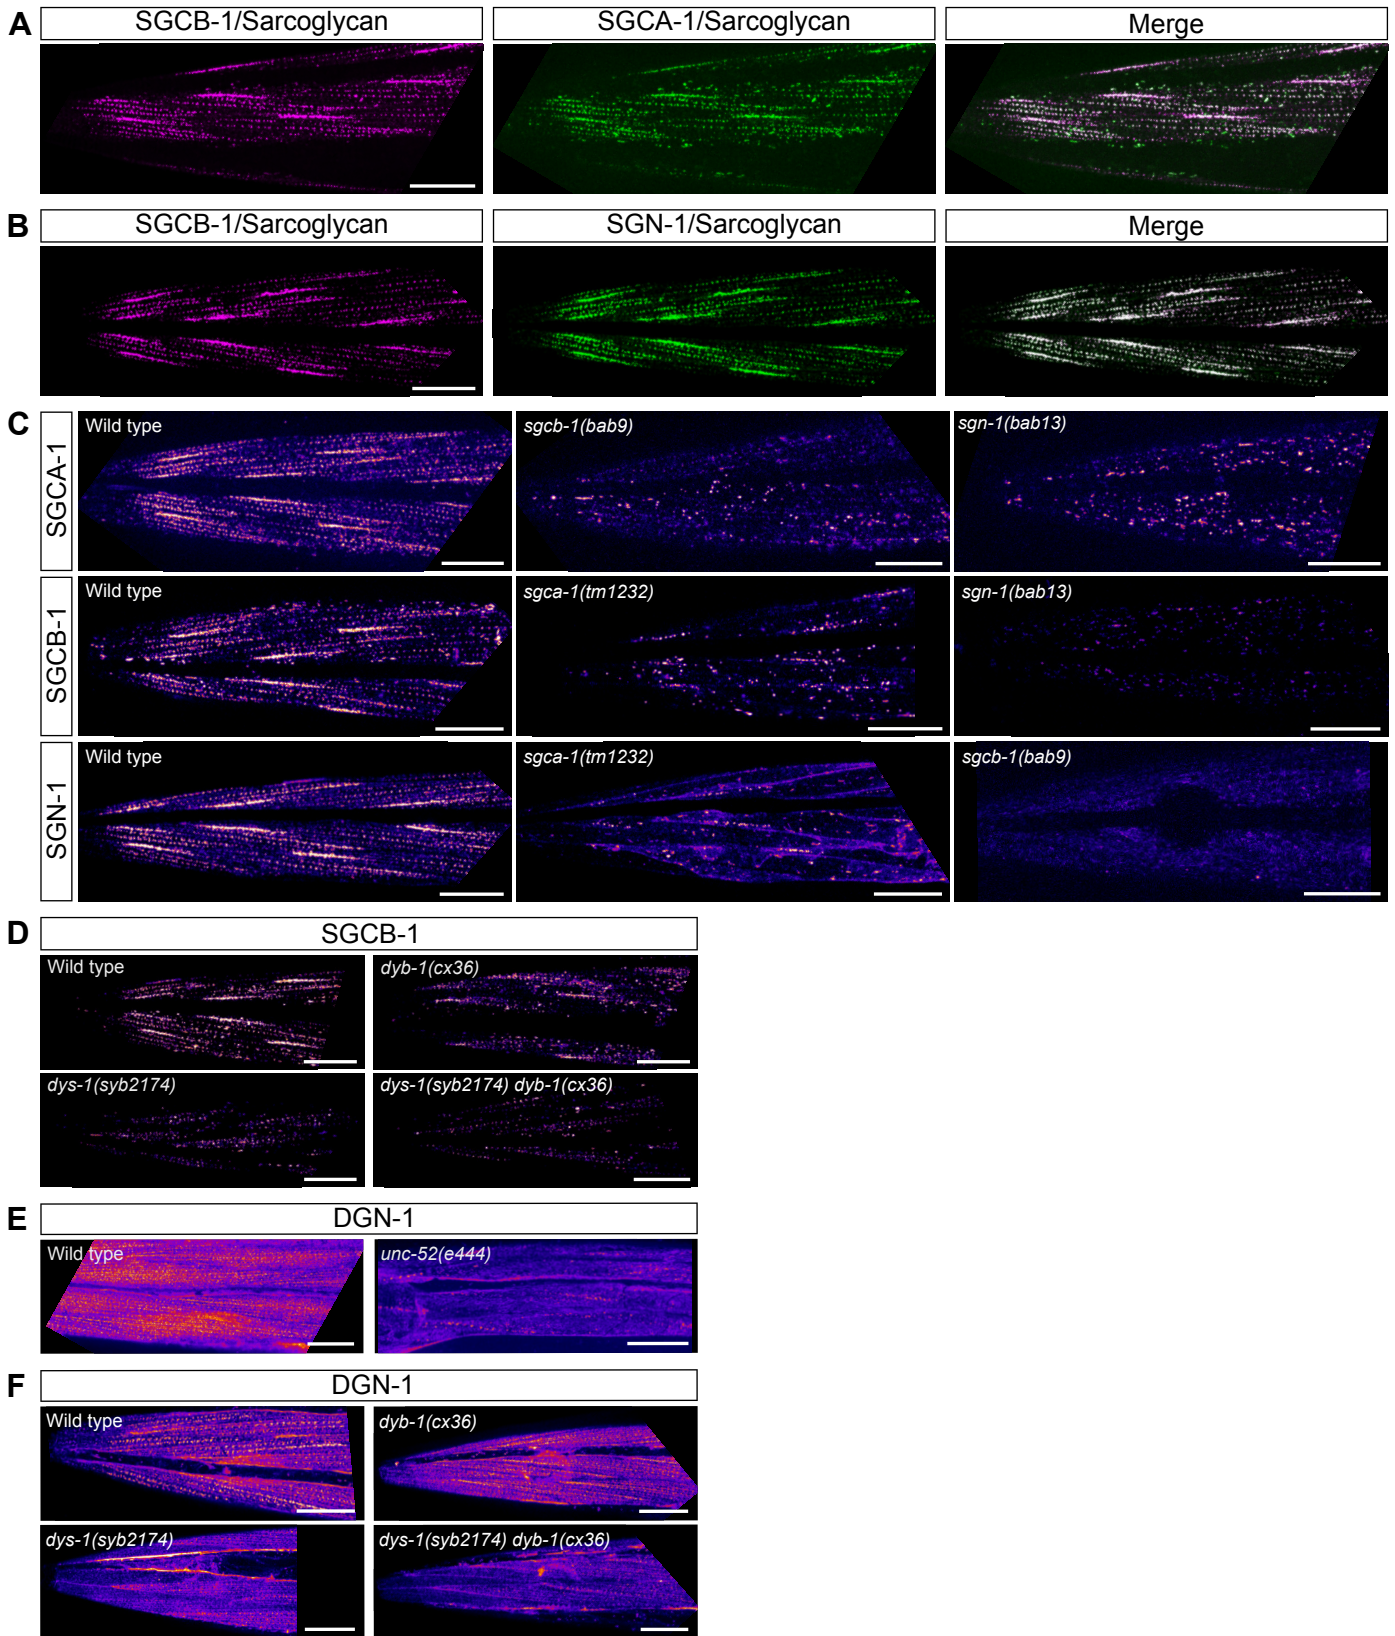 A
SGCB-1/Sarcoglycan
SGCA-1/Sarcoglycan
Merge
B
SGCB-1/Sarcoglycan
SGN-1/Sarcoglycan
Merge
C
SGCA-1
Wild type
sgcb-1(bab9)
sgn-1(bab13)
SGCB-1
Wild type
sgca-1(tm1232)
sgn-1(bab13)
SGN-1
Wild type
sgca-1(tm1232)
sgcb-1(bab9)
D
SGCB-1
Wild type
dyb-1(cx36)
dys-1(syb2174)
dys-1(syb2174) dyb-1(cx36)
E
DGN-1
Wild type
unc-52(e444)
F
DGN-1
Wild type
dyb-1(cx36)
dys-1(syb2174)
dys-1(syb2174) dyb-1(cx36)